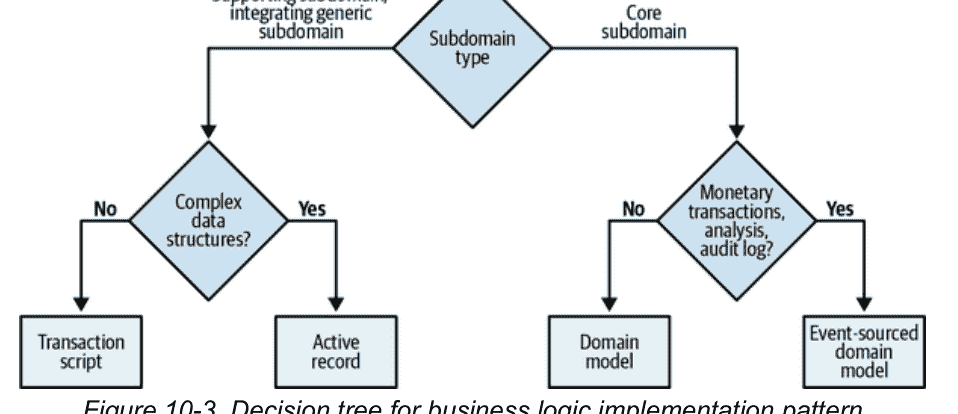 Supporting subdomain,
integrating generic
subdomain
Subdomain
type
Core
subdomain
Complex
data
structures?
No
Yes
Monetary
transactions,
analysis,
audit log?
No
Yes
Transaction
script
Active
record
Domain
model
Event-sourced
domain
model
Figure 10-3. Decision tree for business logic implementation pattern